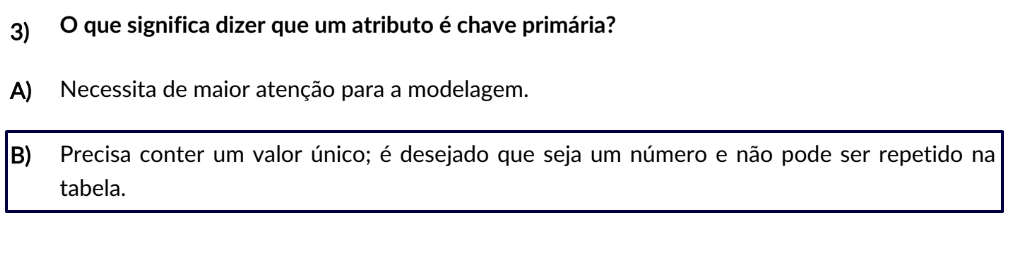 3) O que significa dizer que um atributo é chave primária?
A) Necessita de maior atenção para a modelagem.
B) Precisa conter um valor único; é desejado que seja um número e não pode ser repetido na
tabela.